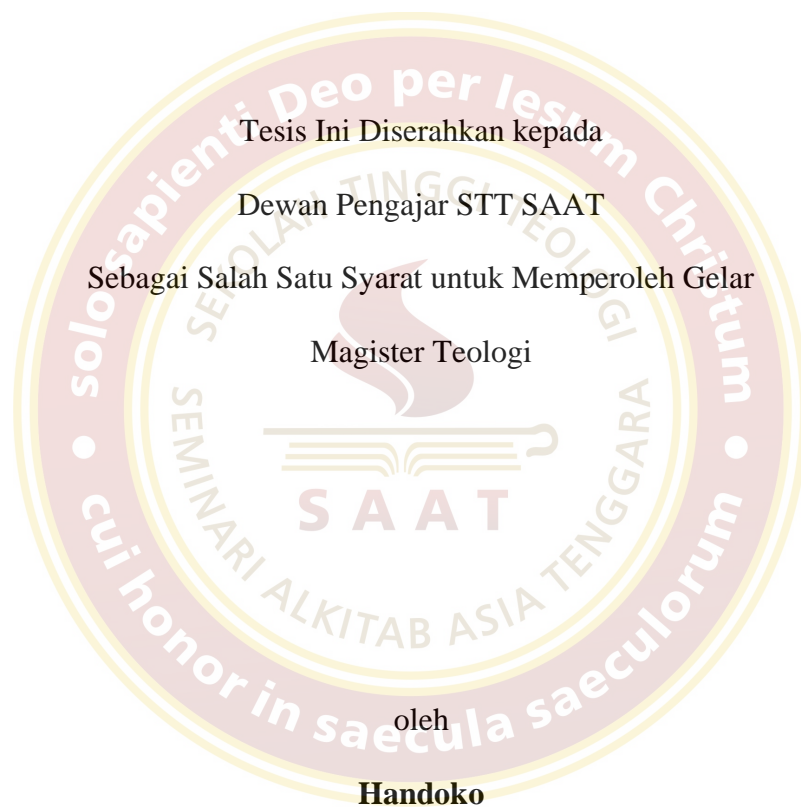 Tesis Ini Diserahkan kepada
Dewan Pengajar STT SAAT
Sebagai Salah Satu Syarat untuk Memperoleh Gelar
Magister Teologi
oleh
Handoko
solo sapienti Deo per Iesum Christum
cui honor in saecula saeculorum
SEKOLAH TINGGI TEOLOGI
SEMINARI ALKITAB ASIA TENGGARA
SAAT